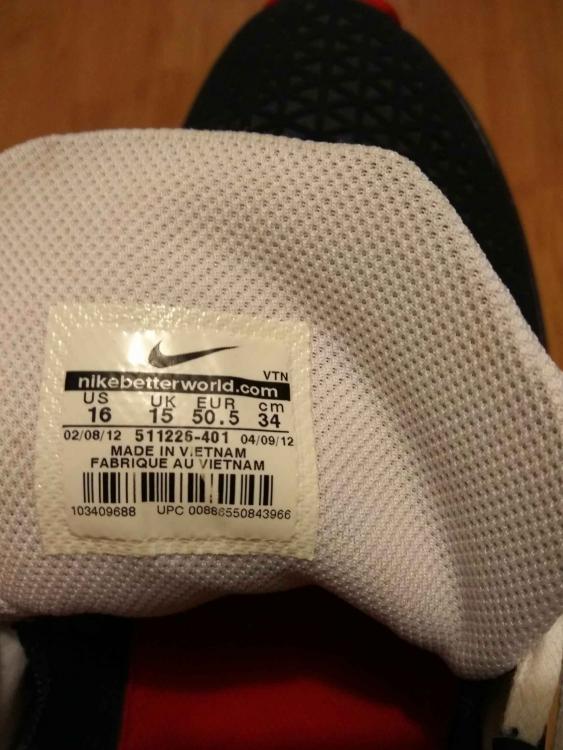 VTN
nikebetterworld.com
US UK EUR cm
16 15 50.5 34
02/08/12 511226-401 04/09/12
MADE IN VIETNAM
FABRIQUE AU VIETNAM
103409688 UPC 00886550843966